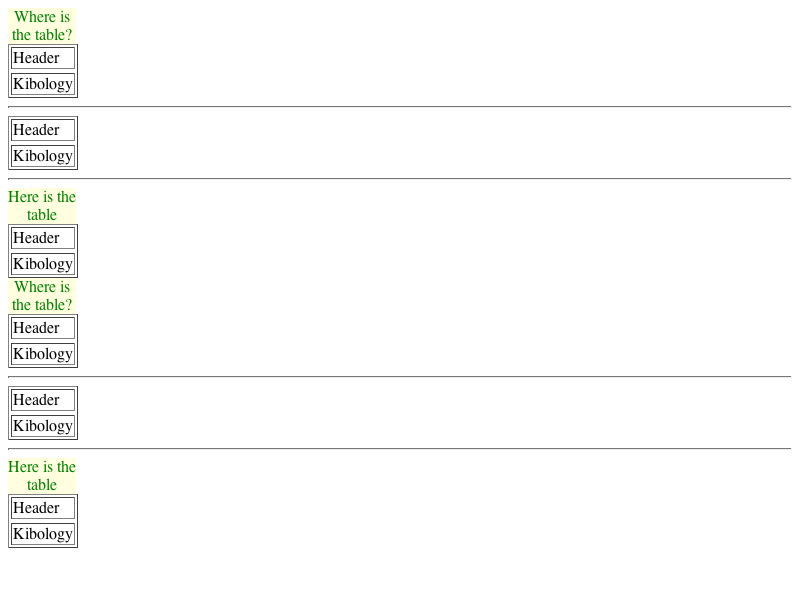 Where is
the table?
Header
Kibology
Header
Kibology
Here is the
table
Header
Kibology
Where is
the table?
Header
Kibology
Header
Kibology
Here is the
table
Header
Kibology